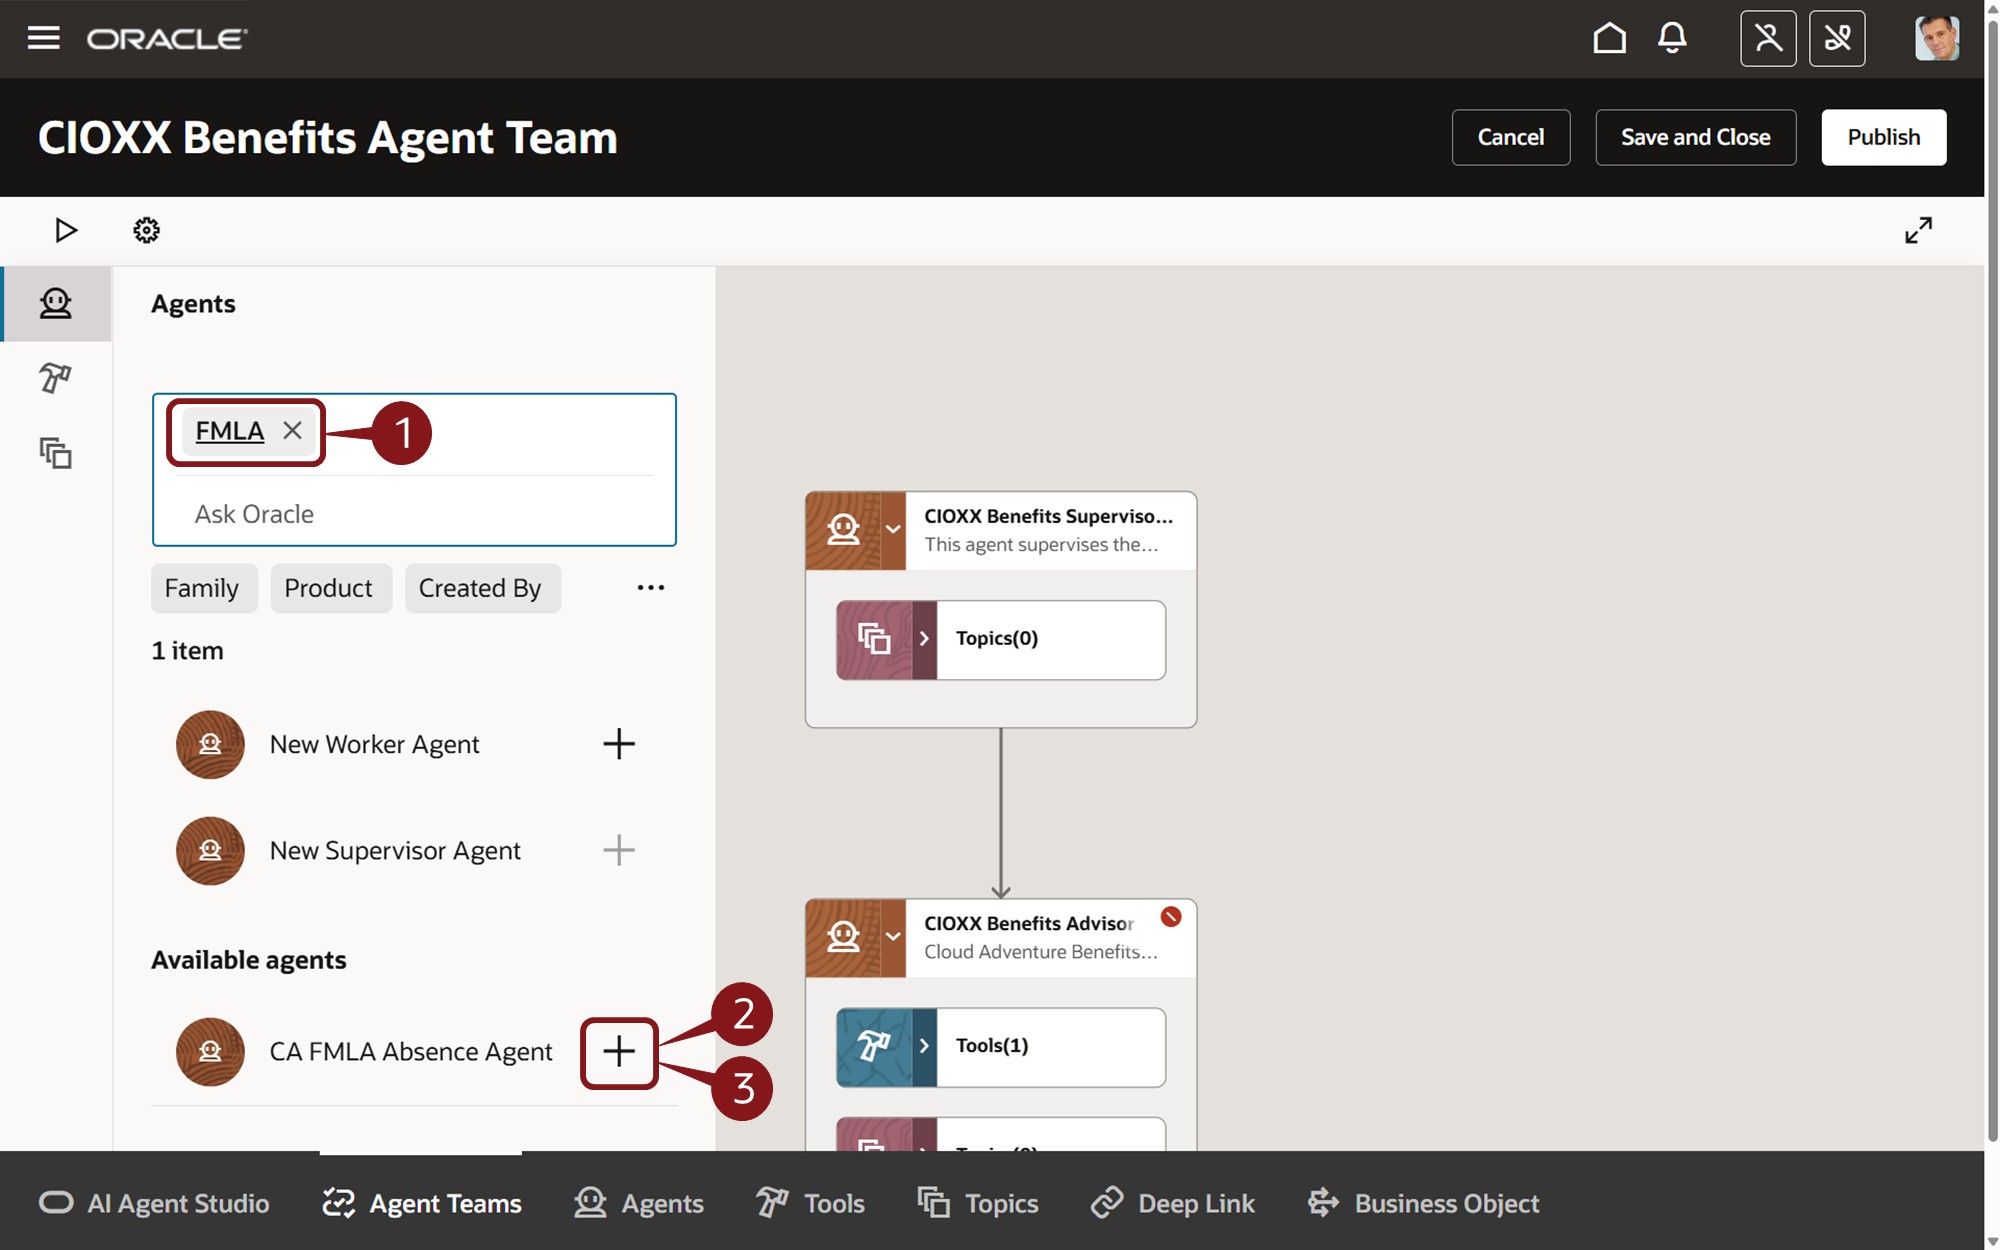 ORACLE
CIOXX Benefits Agent Team
Cancel
Save and Close
Publish
Agents
FMLA
1
Ask Oracle
Family
Product
Created By
1 item
New Worker Agent
New Supervisor Agent
Available agents
CA FMLA Absence Agent
2
3
CIOXX Benefits Superviso...
This agent supervises the...
Topics(0)
CIOXX Benefits Advisor
Cloud Adventure Benefits...
Tools(1)
AI Agent Studio
Agent Teams
Agents
Tools
Topics
Deep Link
Business Object